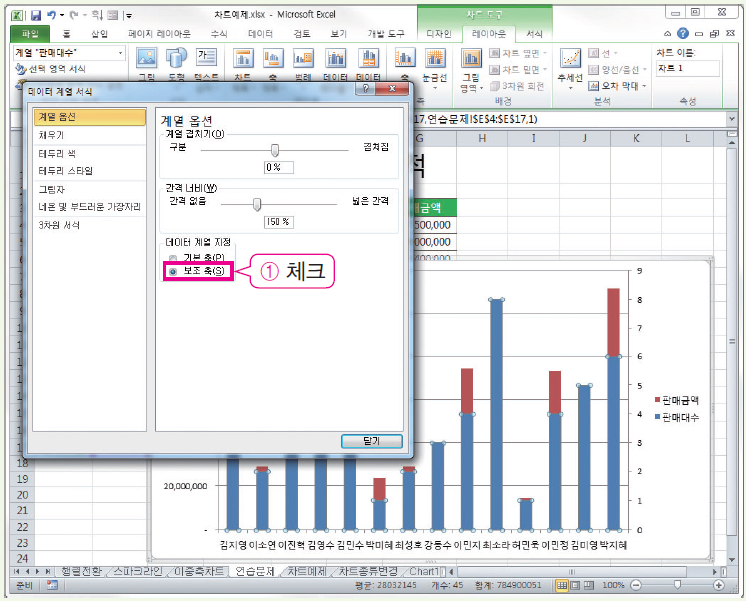 차트예제.xlsx - Microsoft Excel
차트 도구
파일 홈 삽입 페이지 레이아웃 수식 데이터 검토 보기 개발 도구 디자인 레이아웃 서식
계열 "판매대수"
선택 영역 서식
그림 도형 텍스트 차트 축 범례 데이터 데이터 축 눈금선
그림 영역
차트 옆면
차트 밑면
3차원 회전
배경
추세선
선
양선/음선
오차 막대
분석
차트 이름:
차트 1
속성
데이터 계열 서식
계열 옵션
채우기
테두리 색
테두리 스타일
그림자
네온 및 부드러운 가장자리
3차원 서식
계열 옵션
계열 겹치기(O)
구분 겹쳐짐
0%
간격 너비(W)
간격 없음 넓은 간격
150 %
데이터 계열 지정
기본 축(P)
보조 축(S)
① 체크
닫기
17,연습문제!$E$4:$E$17,1)
G H I J K L
적
금액
500,000
000,000
400,000
9
8
7
6
5
4
3
2
1
0
판매금액
판매대수
20,000,000
-
김지영 이소연 이진혁 김영수 김민수 박미혜 최성호 강동수 이민지 최소라 허민욱 이민정 김미영 박지혜
18
19
20
21
22
23
24
행열전환 스파크라인 이중축차트 연습문제 차트예제 차트종류변경 Chart1
준비 평균: 28032145 개수: 45 합계: 784900051 100%